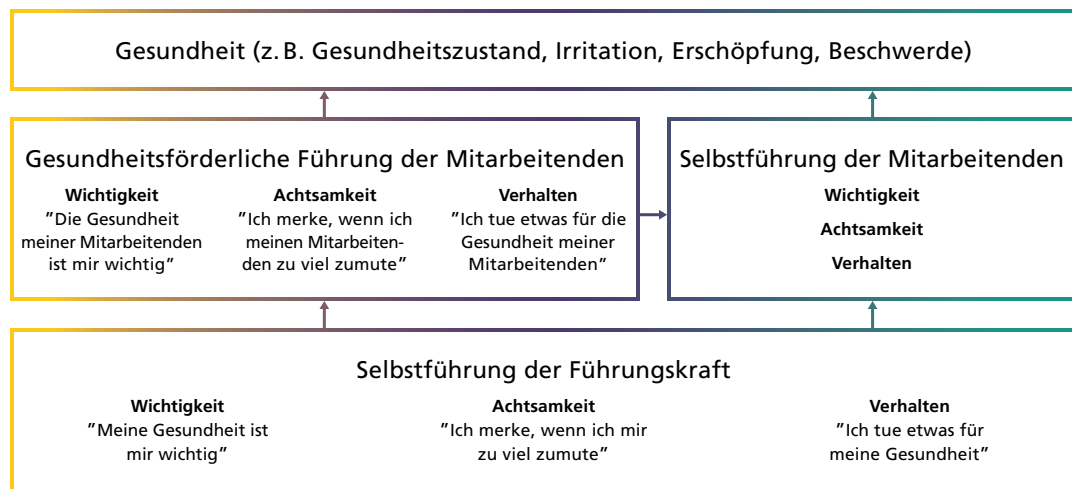 Gesundheit (z. B. Gesundheitszustand, Irritation, Erschöpfung, Beschwerde)
Gesundheitsförderliche Führung der Mitarbeitenden
Wichtigkeit
"Die Gesundheit
meiner Mitarbeitenden
ist mir wichtig"
Achtsamkeit
"Ich merke, wenn ich
meinen Mitarbeiten-
den zu viel zumute"
Verhalten
"Ich tue etwas für die
Gesundheit meiner
Mitarbeitenden"
Selbstführung der Mitarbeitenden
Wichtigkeit
Achtsamkeit
Verhalten
Selbstführung der Führungskraft
Wichtigkeit
"Meine Gesundheit ist
mir wichtig"
Achtsamkeit
"Ich merke, wenn ich mir
zu viel zumute"
Verhalten
"Ich tue etwas für
meine Gesundheit"